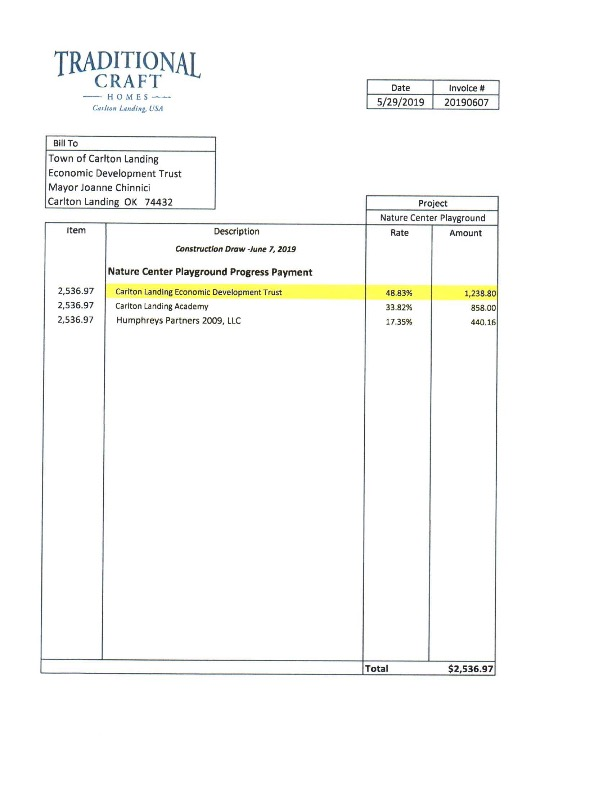 TRADITIONAL
CRAFT
HOMES
Carlton Landing, USA
Date Invoice #
5/29/2019 20190607
Bill To
Town of Carlton Landing
Economic Development Trust
Mayor Joanne Chinnici
Carlton Landing OK 74432
Project
Nature Center Playground
Item Description Rate Amount
Construction Draw -June 7, 2019
Nature Center Playground Progress Payment
2,536.97 Carlton Landing Economic Development Trust 48.83% 1,238.80
2,536.97 Carlton Landing Academy 33.82% 858.00
2,536.97 Humphreys Partners 2009, LLC 17.35% 440.16
Total $2,536.97